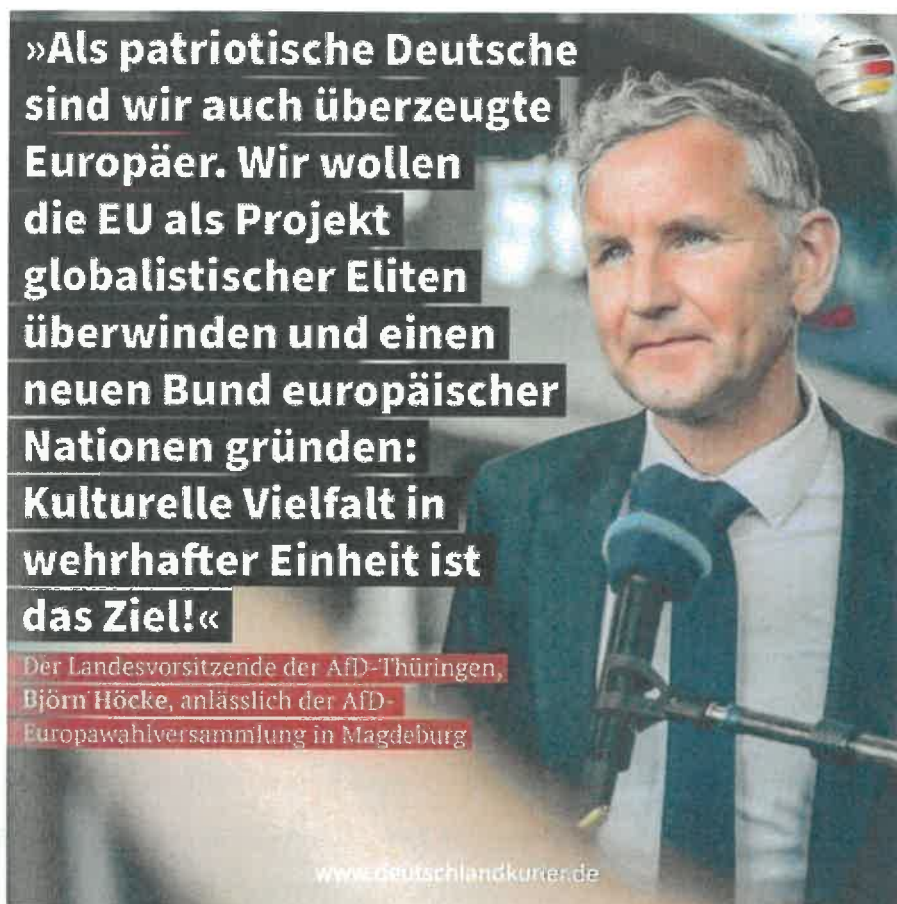 »Als patriotische Deutsche
sind wir auch überzeugte
Europäer. Wir wollen
die EU als Projekt
globalistischer Eliten
überwinden und einen
neuen Bund europäischer
Nationen gründen:
Kulturelle Vielfalt in
wehrhafter Einheit ist
das Ziel!«
Der Landesvorsitzende der AfD-Thüringen,
Björn Höcke, anlässlich der AfD-
Europawahlversammlung in Magdeburg
www.deutschlandkurier.de